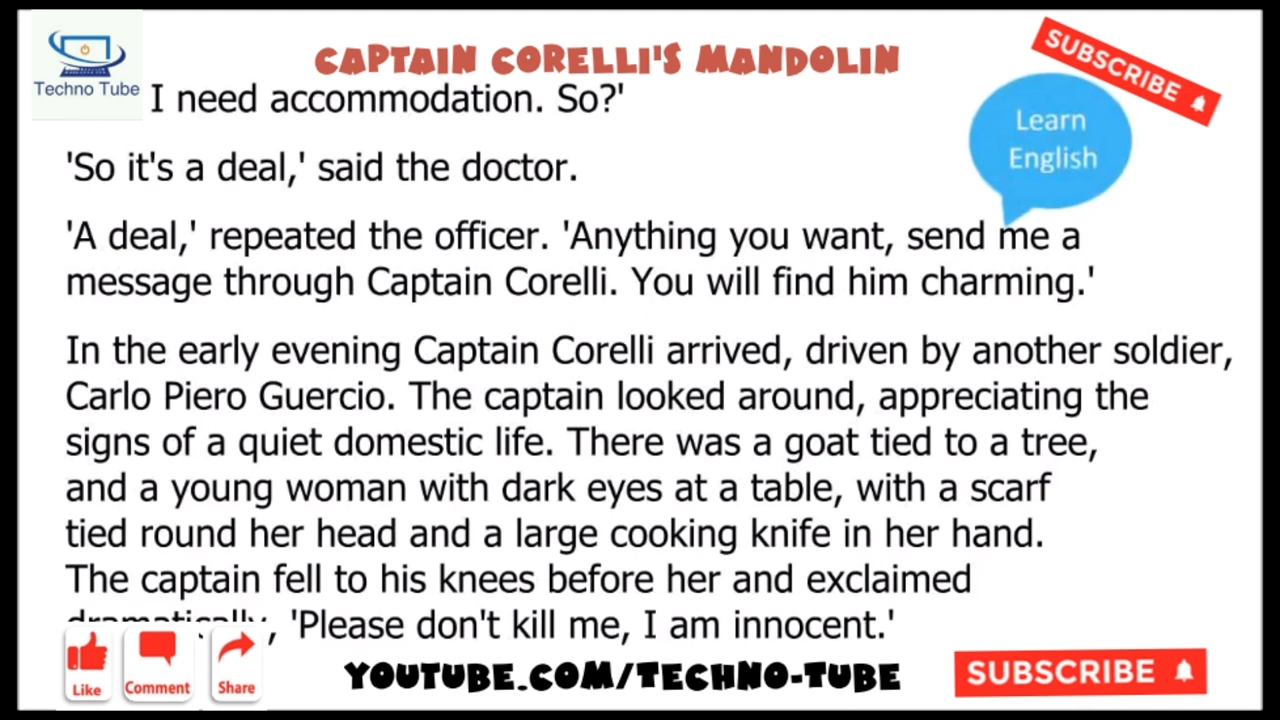 CAPTAIN CORELLI'S MANDOLIN
SUBSCRIBE
Techno Tube
I need accommodation. So?'
Learn
English
'So it's a deal,' said the doctor.
'A deal,' repeated the officer. 'Anything you want, send me a
message through Captain Corelli. You will find him charming.'
In the early evening Captain Corelli arrived, driven by another soldier,
Carlo Piero Guercio. The captain looked around, appreciating the
signs of a quiet domestic life. There was a goat tied to a tree,
and a young woman with dark eyes at a table, with a scarf
tied round her head and a large cooking knife in her hand.
The captain fell to his knees before her and exclaimed
dramatically, 'Please don't kill me, I am innocent.'
Like
Comment
Share
YOUTUBE.COM/TECHNO-TUBE
SUBSCRIBE